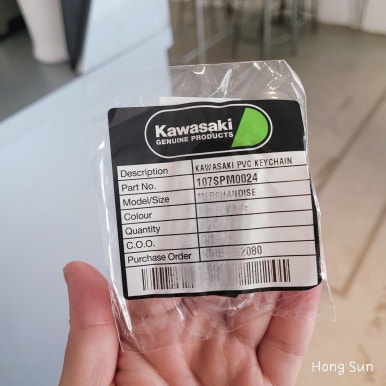 Kawasaki
GENUINE PRODUCTS
Description KAWASAKI PVC KEYCHAIN
Part No. 107SPM0024
Model/Size MERCHANDISE
Colour
Quantity
C.O.O.
Purchase Order 2080
Hong Sun